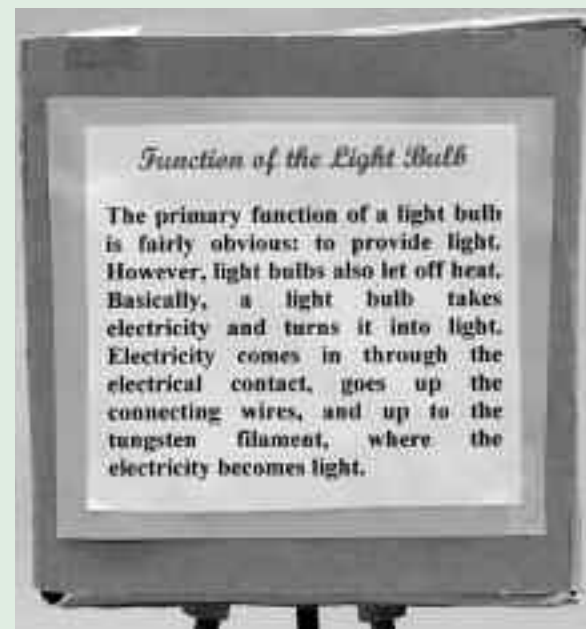 Function of the Light Bulb
The primary function of a light bulb
is fairly obvious: to provide light.
However, light bulbs also let off heat.
Basically, a light bulb takes
electricity and turns it into light.
Electricity comes in through the
electrical contact, goes up the
connecting wires, and up to the
tungsten filament, where the
electricity becomes light.